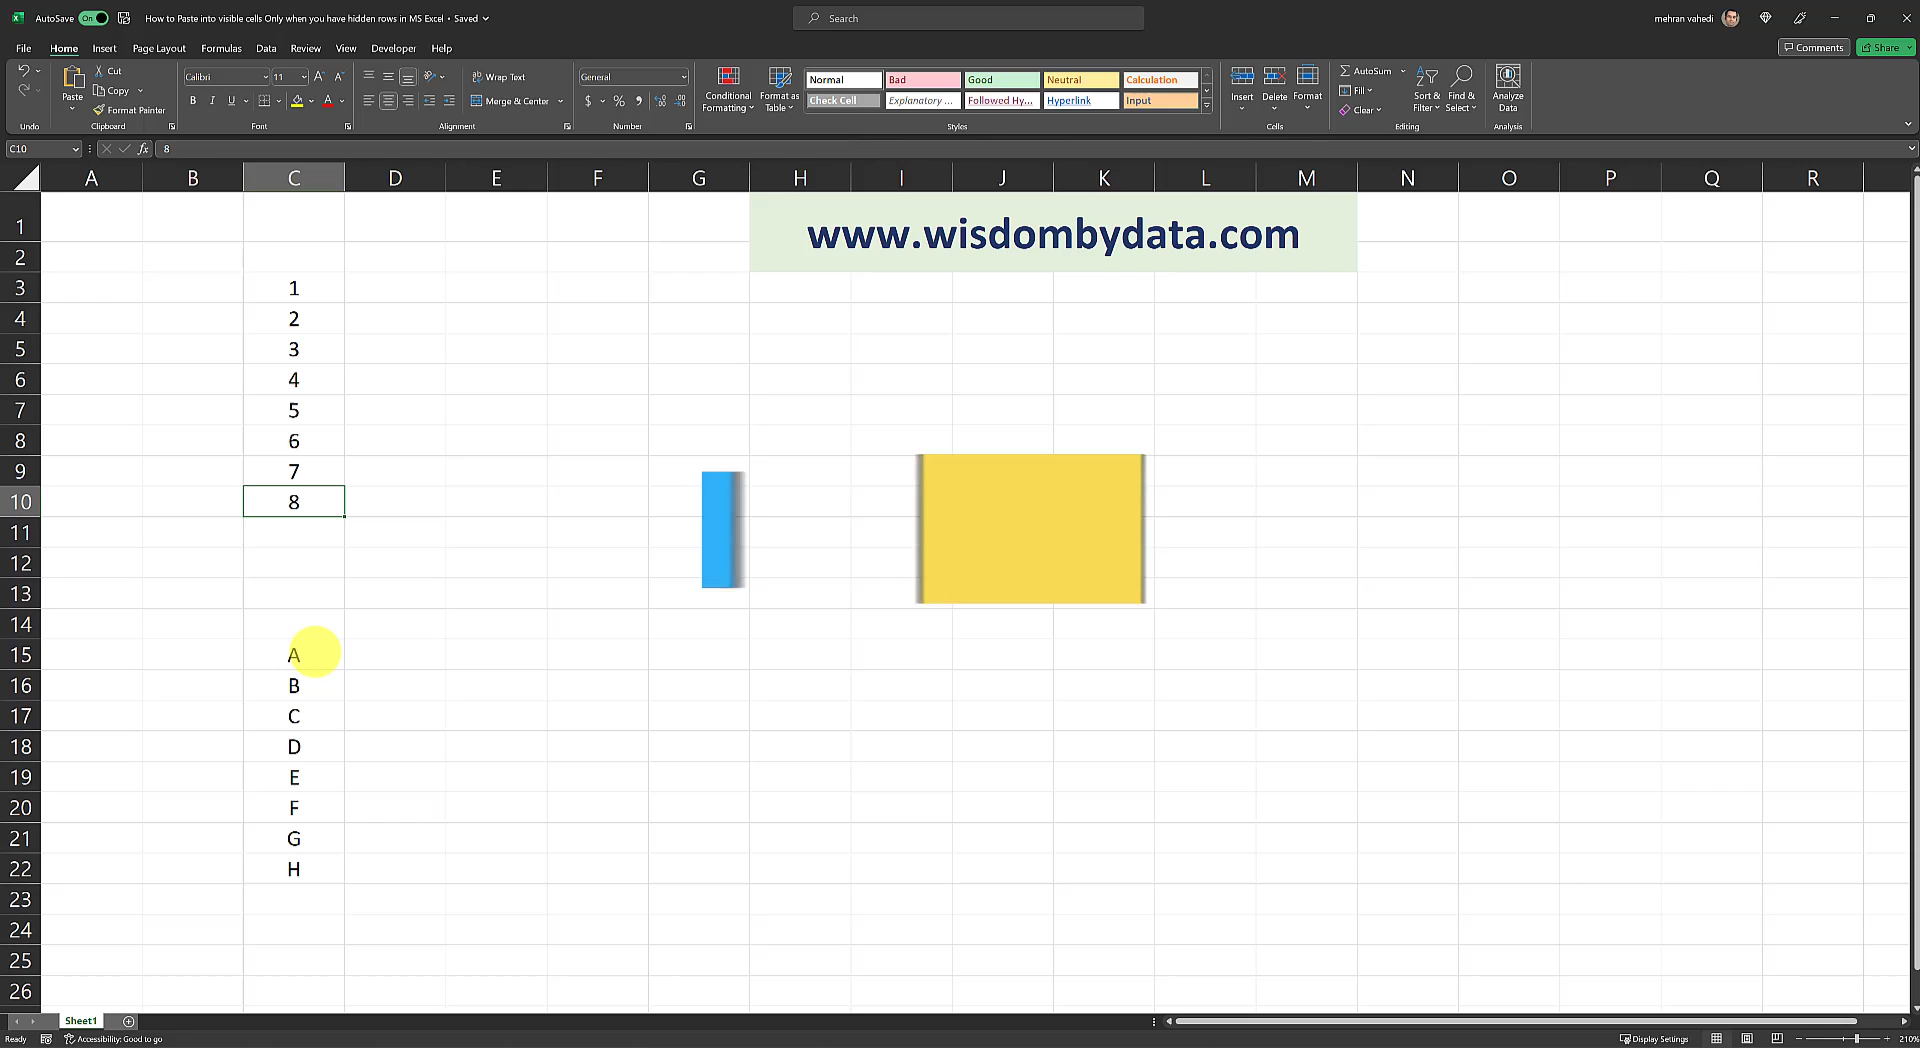 AutoSave On How to Paste into visible cells Only when you have hidden rows in MS Excel • Saved Search mehran vahedi
File Home Insert Page Layout Formulas Data Review View Developer Help Comments Share
Cut
Copy
Format Painter
Paste
Undo Clipboard
Calibri 11
B I U A
Font
Wrap Text
Merge & Center
Alignment
General
$ % 9
Number
Conditional Formatting
Format as Table
Normal Bad Good Neutral Calculation
Check Cell Explanatory ... Followed Hy... Hyperlink Input
Styles
Insert Delete Format
Cells
AutoSum
Fill
Clear
Sort & Filter
Find & Select
Editing
Analyze Data
Analysis
C10 fx 8
A B C D E F G H I J K L M N O P Q R
1 www.wisdombydata.com
2
3 1
4 2
5 3
6 4
7 5
8 6
9 7
10 8
11
12
13
14
15 A
16 B
17 C
18 D
19 E
20 F
21 G
22 H
23
24
25
26
Sheet1
Ready Accessibility: Good to go Display Settings 210%